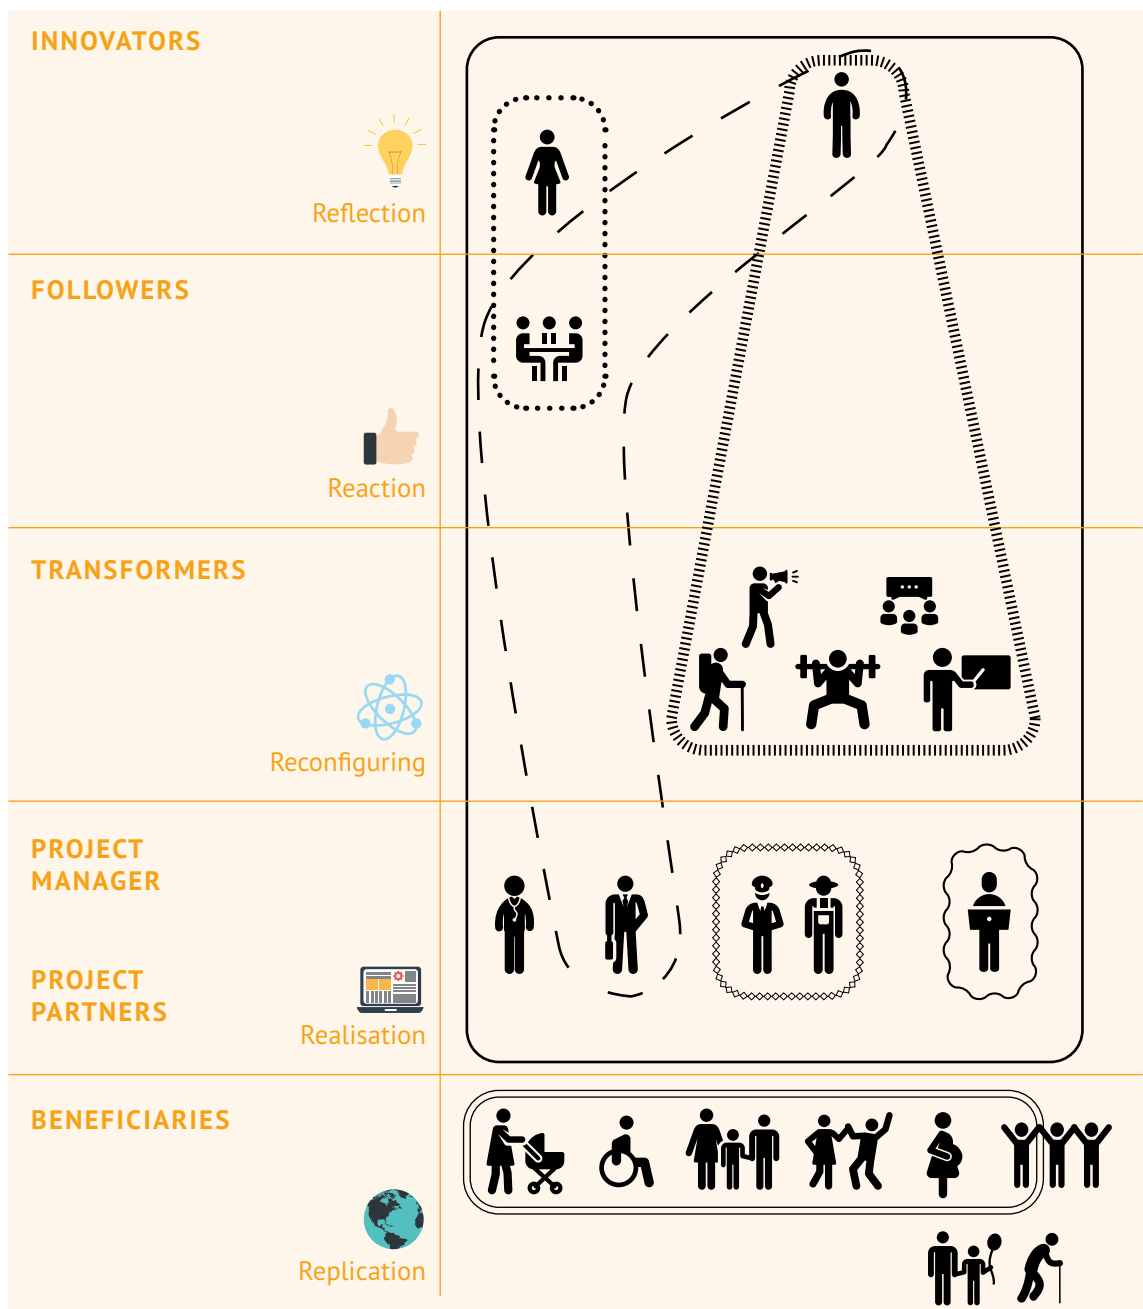 INNOVATORS
Reflection
FOLLOWERS
Reaction
TRANSFORMERS
Reconfiguring
PROJECT
MANAGER
PROJECT
PARTNERS
Realisation
BENEFICIARIES
Replication